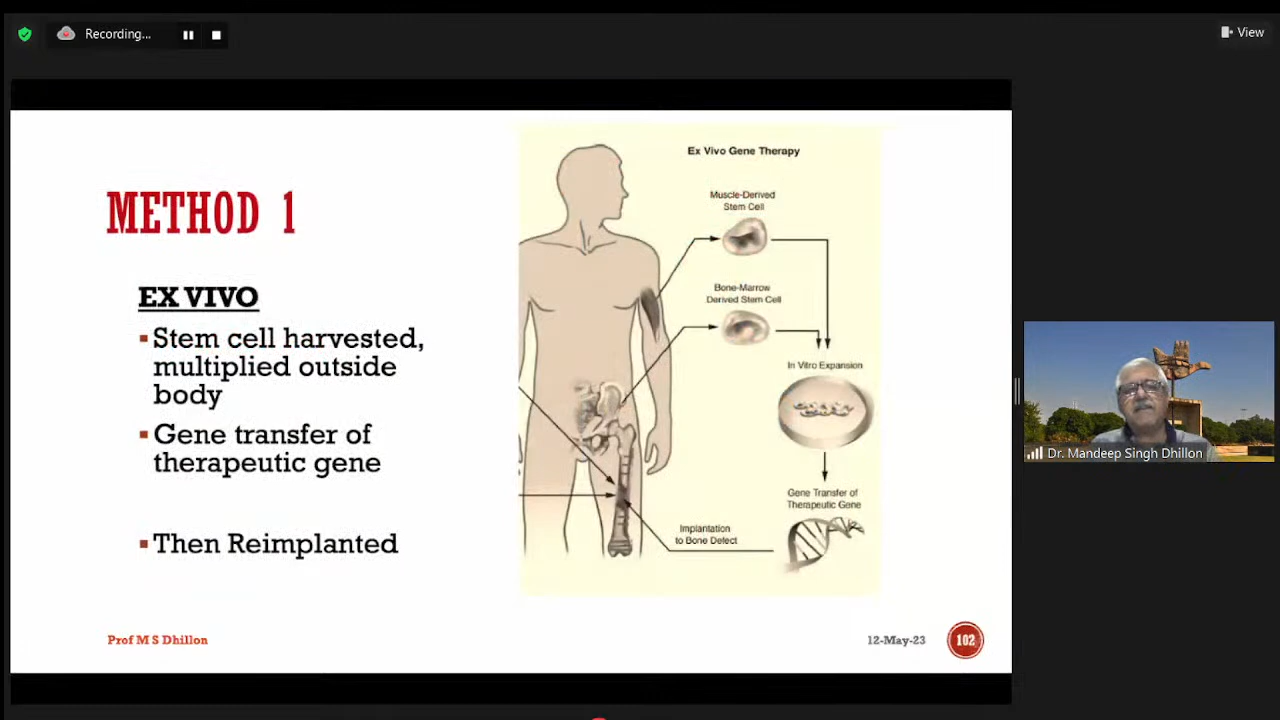 Recording...
View
METHOD 1
EX VIVO
▪Stem cell harvested,
multiplied outside
body
▪Gene transfer of
therapeutic gene
▪Then Reimplanted
Ex Vivo Gene Therapy
Muscle-Derived
Stem Cell
Bone-Marrow
Derived Stem Cell
In Vitro Expansion
Gene Transfer of
Therapeutic Gene
Implantation
to Bone Defect
Prof M S Dhillon
12-May-23
102
Dr. Mandeep Singh Dhillon